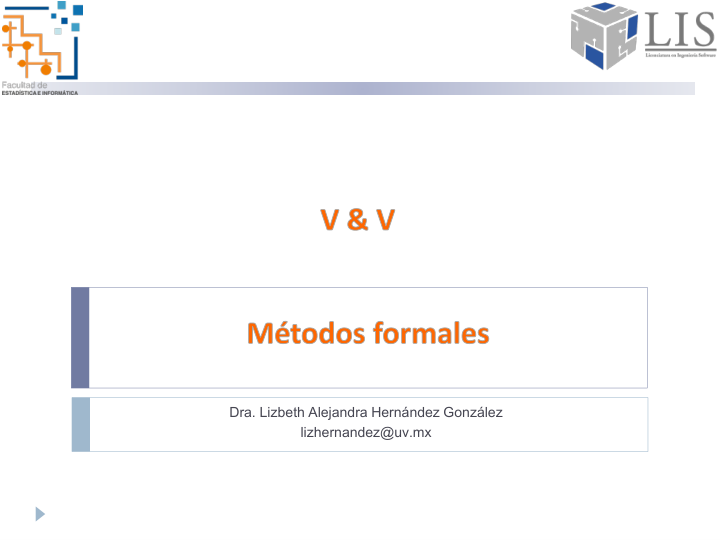 Facultad de
ESTADÍSTICA E INFORMÁTICA
LIS
Licenciatura en Ingeniería Software
V & V
Métodos formales
Dra. Lizbeth Alejandra Hernández González
lizhernandez@uv.mx